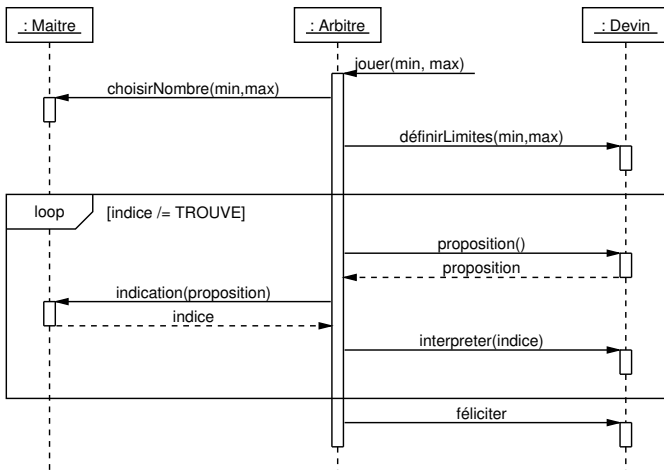 : Maitre
: Arbitre
: Devin
jouer(min, max)
choisirNombre(min,max)
définirLimites(min,max)
loop
[indice /= TROUVE]
proposition()
proposition
indication(proposition)
indice
interpreter(indice)
féliciter